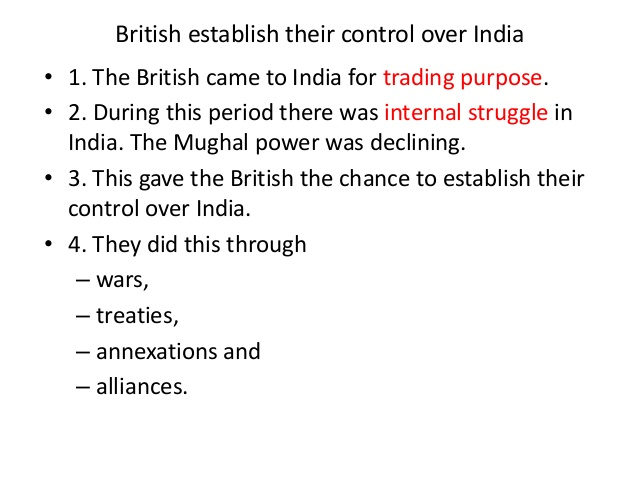 British establish their control over India
• 1. The British came to India for trading purpose.
• 2. During this period there was internal struggle in
India. The Mughal power was declining.
• 3. This gave the British the chance to establish their
control over India.
• 4. They did this through
– wars,
– treaties,
– annexations and
– alliances.